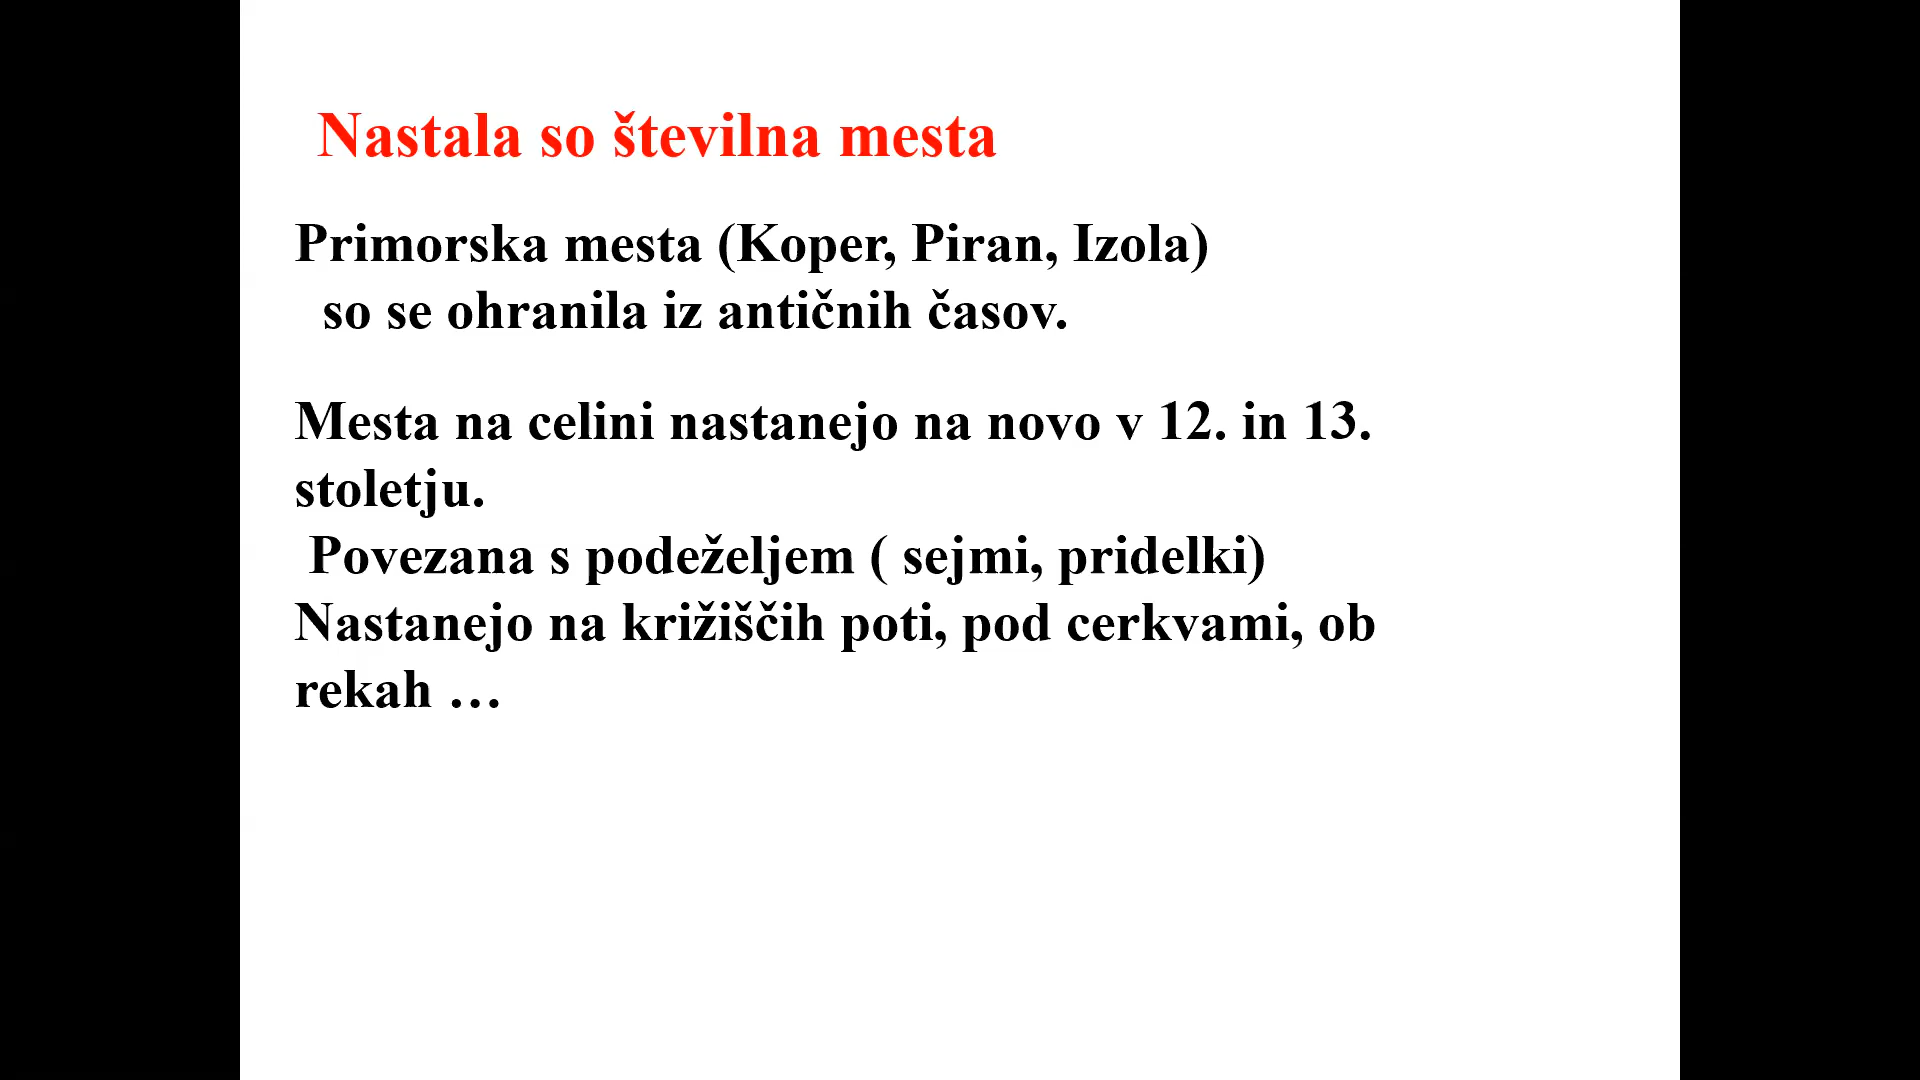 Nastala so številna mesta
Primorska mesta (Koper, Piran, Izola)
so se ohranila iz antičnih časov.
Mesta na celini nastanejo na novo v 12. in 13.
stoletju.
Povezana s podeželjem ( sejmi, pridelki)
Nastanejo na križiščih poti, pod cerkvami, ob
rekah …